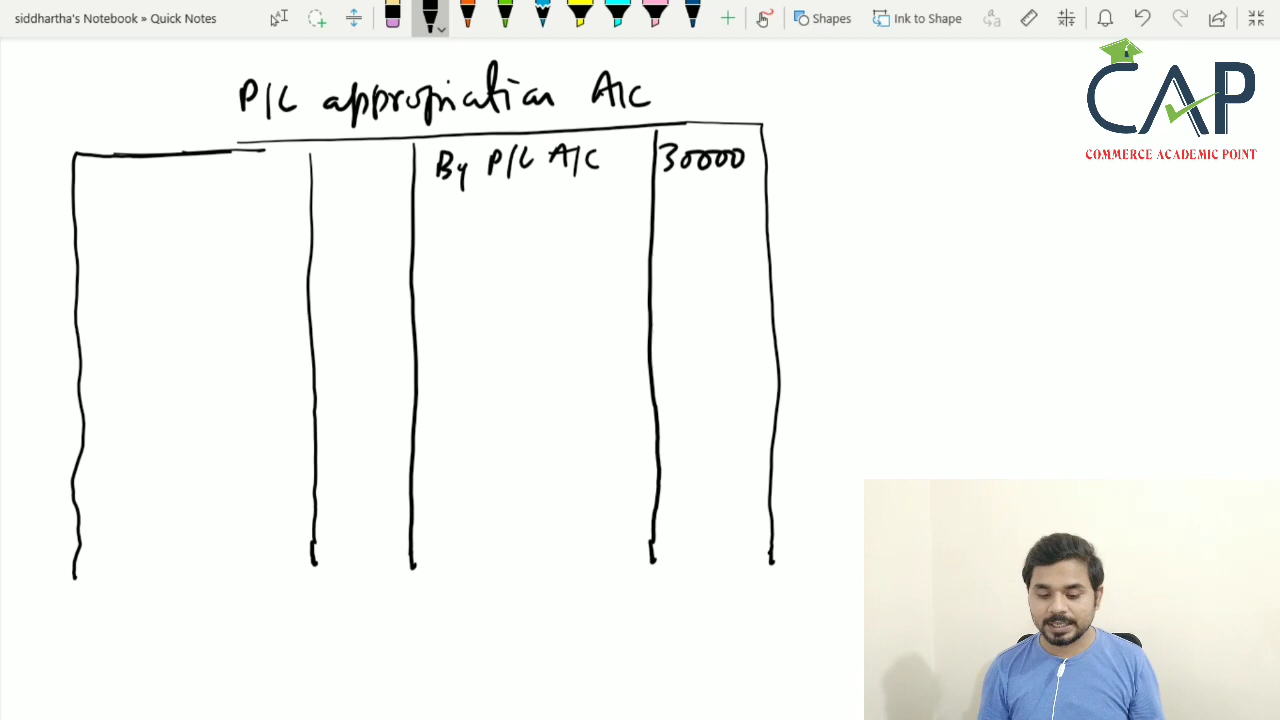 siddhartha's Notebook » Quick Notes
Shapes
Ink to Shape
CAP
COMMERCE ACADEMIC POINT
P/L appropriation A/C
By P/L A/C 30000